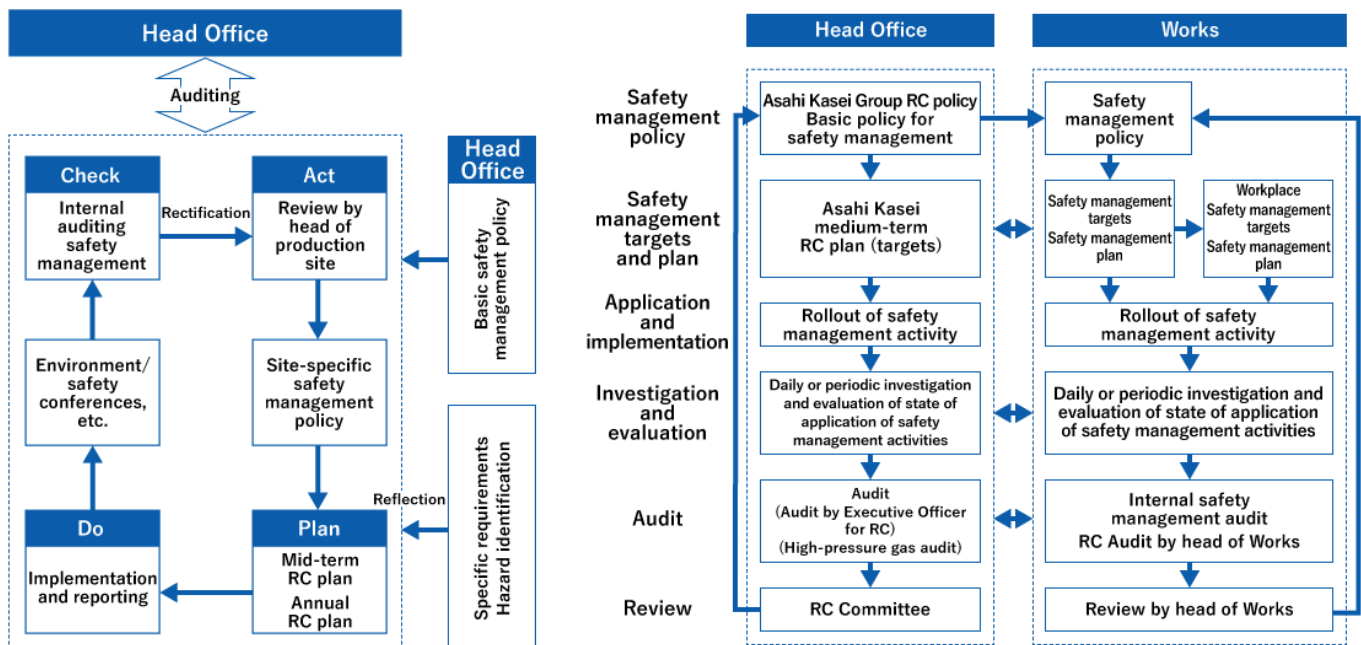 Head Office
Auditing
Check
Internal
auditing
safety
management
Rectification
Act
Review by
head of
production
site
Environment/
safety
conferences,
etc.
Site-specific
safety
management
policy
Do
Implementation
and reporting
Plan
Mid-term
RC plan
Annual
RC plan
Head
Office
Basic safety
management policy
Reflection
Specific requirements
Hazard identification
Head Office
Works
Safety
management
policy
Asahi Kasei Group RC policy
Basic policy for
safety management
Safety
management
policy
Safety
management
targets
and plan
Asahi Kasei
medium-term
RC plan (targets)
Safety management
targets
Safety management
plan
Workplace
Safety management
targets
Safety management
plan
Application
and
implementation
Rollout of safety
management activity
Rollout of safety
management activity
Investigation
and
evaluation
Daily or periodic investigation
and evaluation of state of
application of safety
management activities
Daily or periodic investigation and
evaluation of state of application
of safety management activities
Audit
Audit
(Audit by Executive Officer
for RC)
(High-pressure gas audit)
Internal safety
management audit
RC Audit by head of Works
Review
RC Committee
Review by head of Works